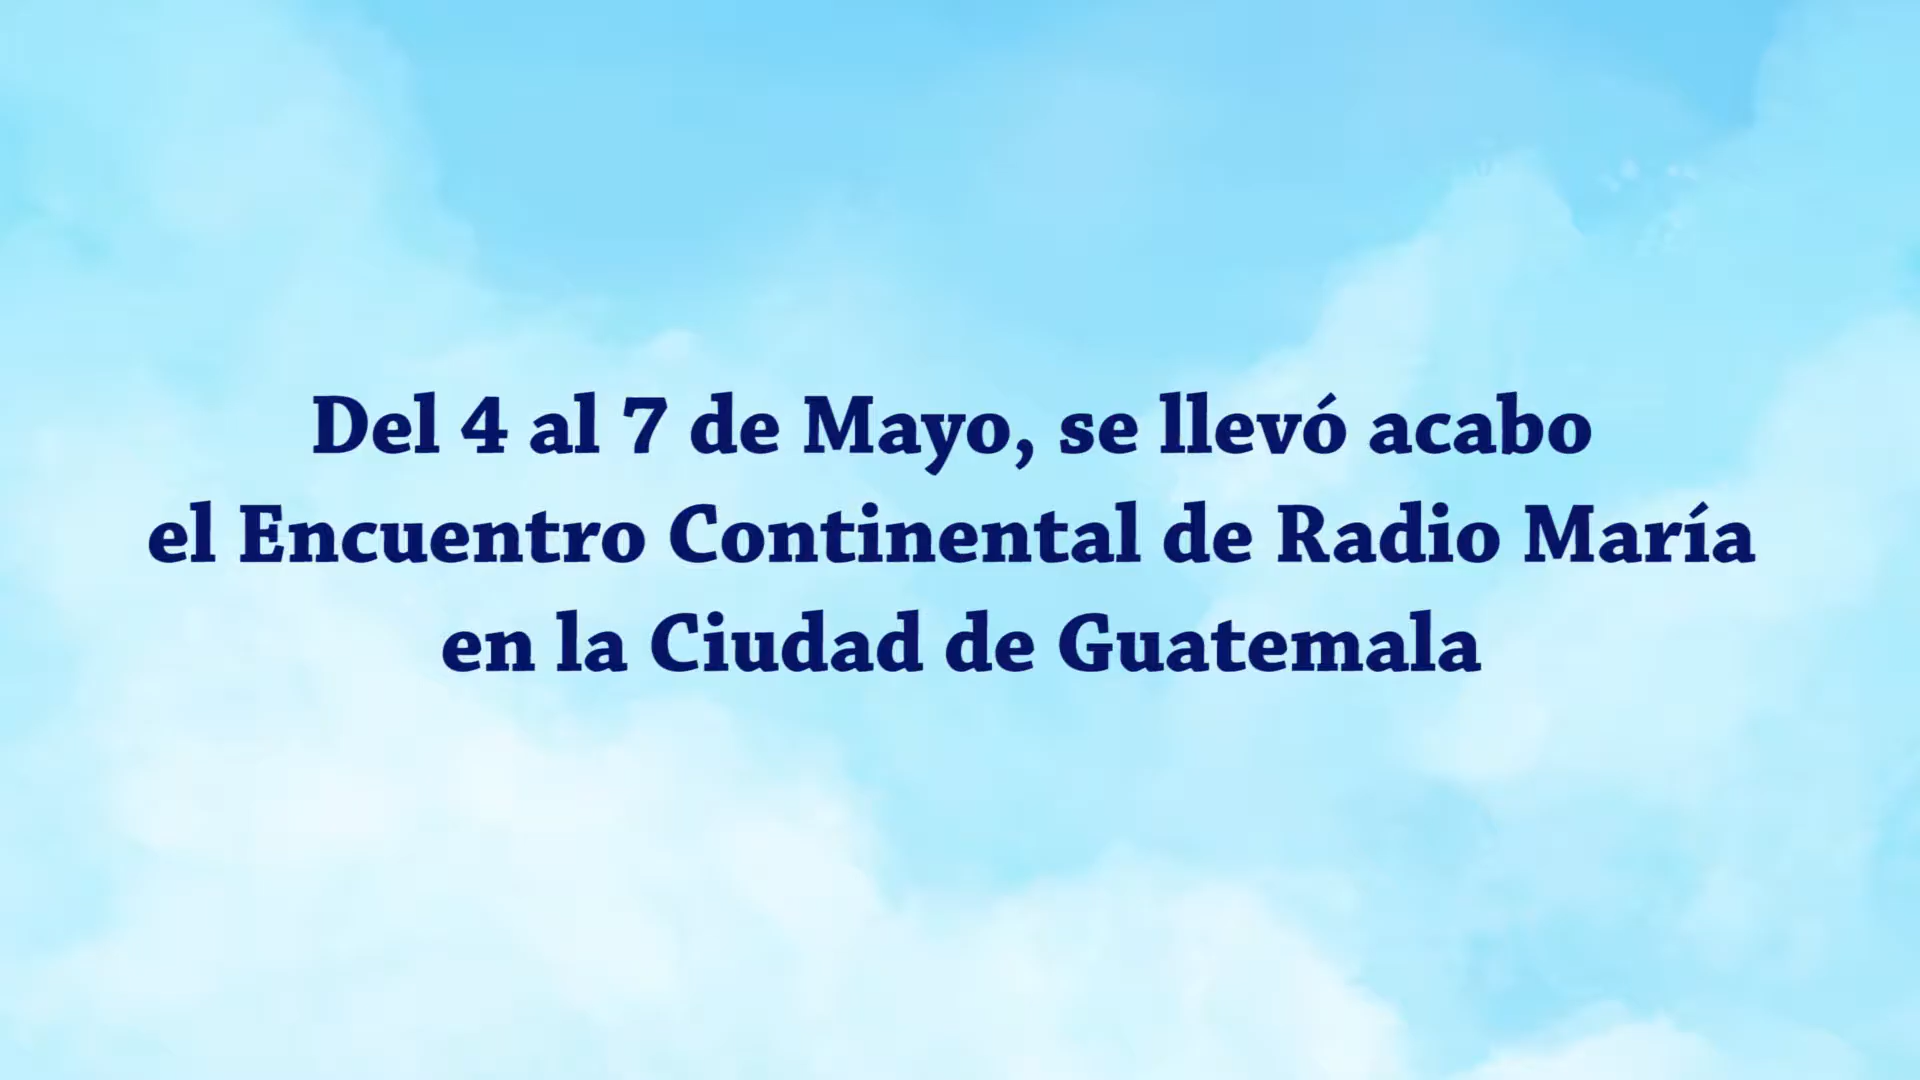 Del 4 al 7 de Mayo, se llevó acabo
el Encuentro Continental de Radio María
en la Ciudad de Guatemala